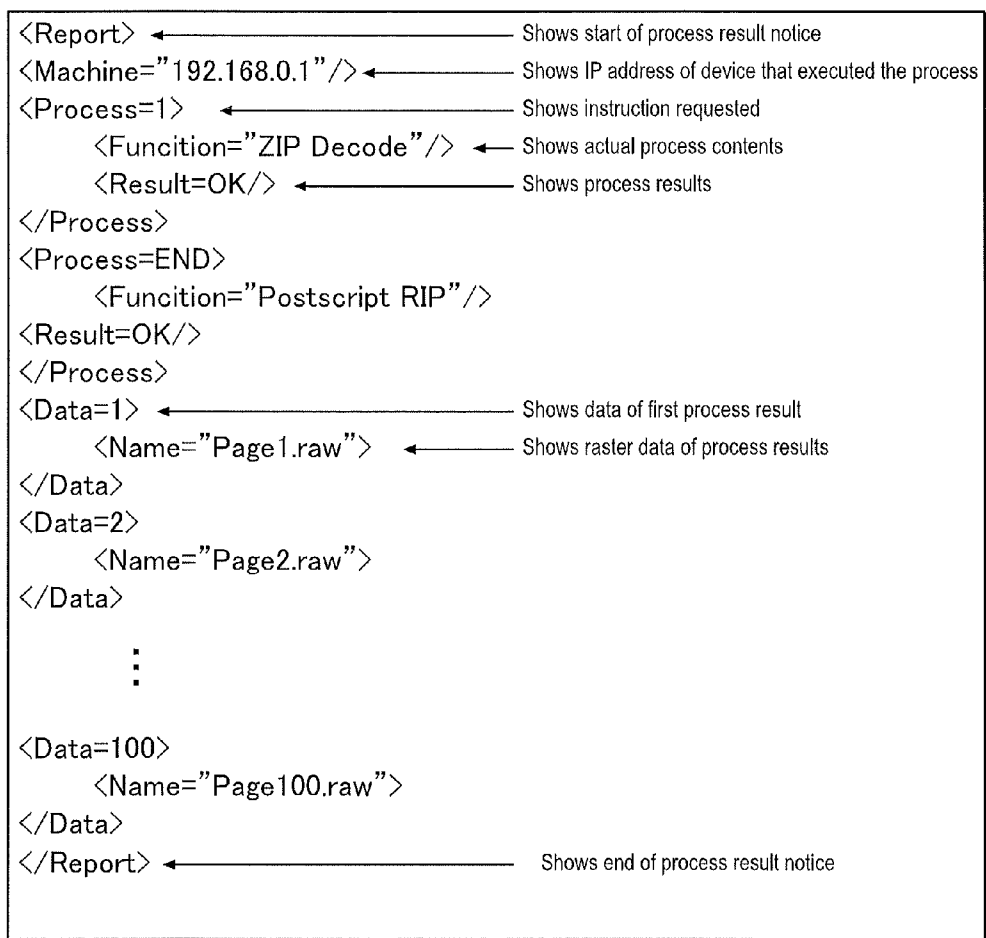 <Report> Shows start of process result notice
<Machine="192.168.0.1"/> Shows IP address of device that executed the process
<Process=1> Shows instruction requested
<Funcition="ZIP Decode"/> Shows actual process contents
<Result=OK/> Shows process results
</Process>
<Process=END>
<Funcition="Postscript RIP"/>
<Result=OK/>
</Process>
<Data=1> Shows data of first process result
<Name="Page1.raw"> Shows raster data of process results
</Data>
<Data=2>
<Name="Page2.raw">
</Data>
<Data=100>
<Name="Page100.raw">
</Data>
</Report> Shows end of process result notice